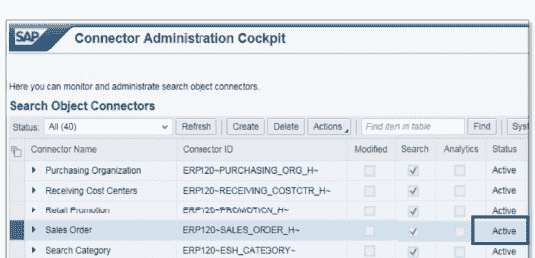 SAP Connector Administration Cockpit
Here you can monitor and administrate search object connectors.
Search Object Connectors
Status: All (40) Refresh Create Delete Actions Find item in table Find Syst
Connector Name Connector ID Modified Search Analytics Status
Purchasing Organization ERP120~PURCHASING_ORG_H~ Active
Receiving Cost Centers ERP120~RECEIVING_COSTCTR_H~ Active
Retail Promotion ERP120~PROMOTION_H~ Active
Sales Order ERP120~SALES_ORDER_H~ Active
Search Category ERP120~ESH_CATEGORY~ Active